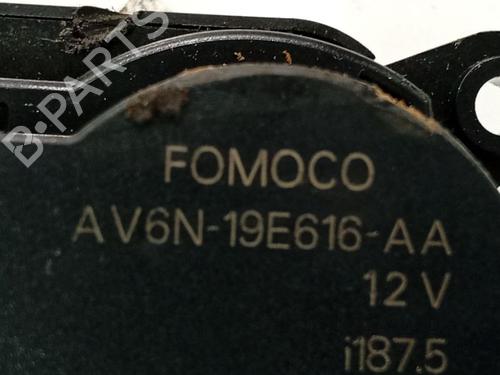 B-PARTS
FOMOCO
AV6N-19E616-AA
12 V
i187.5